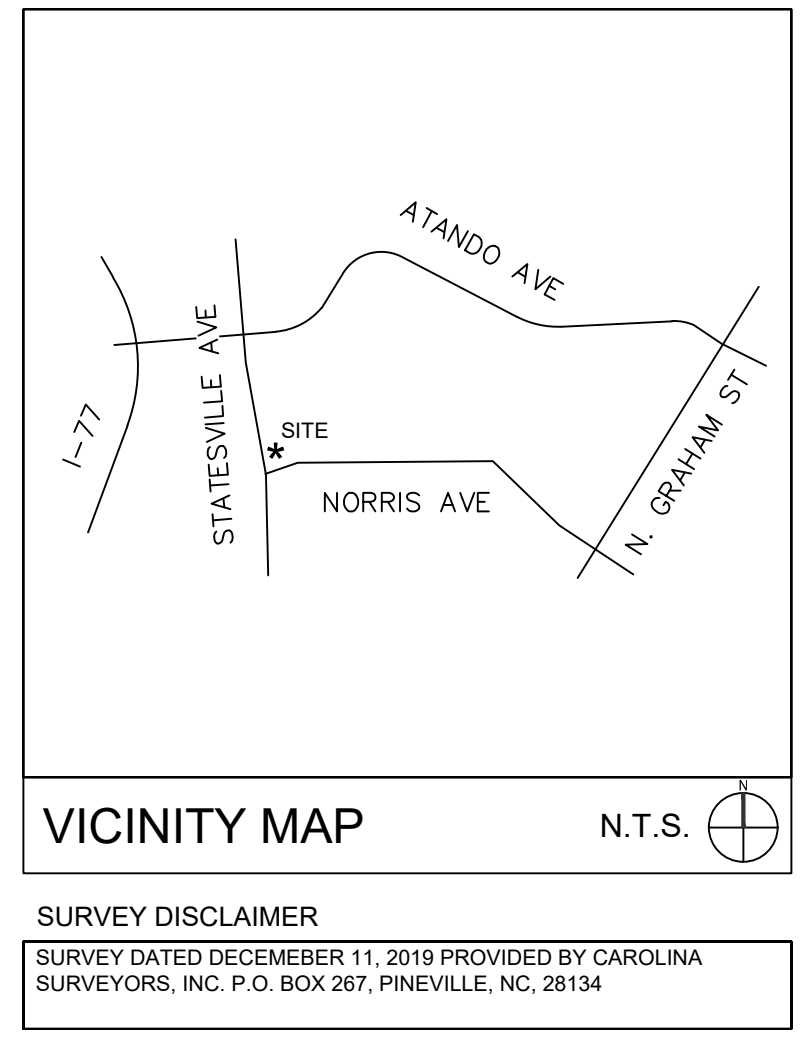 ATANDO AVE
STATESVILLE AVE
I-77
SITE
NORRIS AVE
N. GRAHAM ST
VICINITY MAP
N.T.S.
N
SURVEY DISCLAIMER
SURVEY DATED DECEMEBER 11, 2019 PROVIDED BY CAROLINA
SURVEYORS, INC. P.O. BOX 267, PINEVILLE, NC, 28134